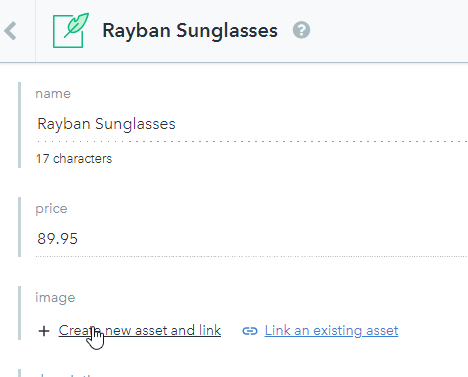 Rayban Sunglasses ?
name
Rayban Sunglasses
17 characters
price
89.95
image
+ Create new asset and link Link an existing asset